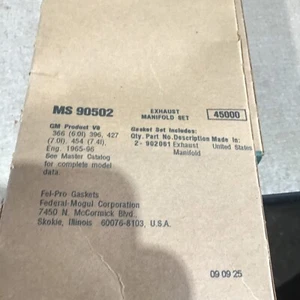 MS 90502
EXHAUST
MANIFOLD SET
45000
GM Product V8
366 (6.0l) 396, 427
(7.0l), 454 (7.4l),
Eng. 1965-96
See Master Catalog
for complete model
data.
Gasket Set Includes:
Qty. Part No. Description Made In:
2- 902081 Exhaust United States
Manifold
Fel-Pro Gaskets
Federal-Mogul Corporation
7450 N. McCormick Blvd.,
Skokie, Illinois 60076-8103, U.S.A.
09 09 25